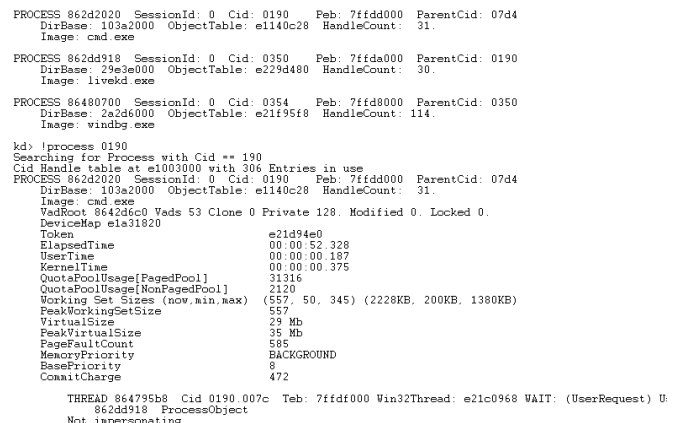 PROCESS 862d2020 SessionId: 0 Cid: 0190 Peb: 7ffdd000 ParentCid: 07d4
DirBase: 103a2000 ObjectTable: e1140c28 HandleCount: 31.
Image: cmd.exe
PROCESS 862dd918 SessionId: 0 Cid: 0350 Peb: 7ffda000 ParentCid: 0190
DirBase: 29e3e000 ObjectTable: e229d480 HandleCount: 30.
Image: livekd.exe
PROCESS 86480700 SessionId: 0 Cid: 0354 Peb: 7ffd8000 ParentCid: 0350
DirBase: 2a2d6000 ObjectTable: e21f95f8 HandleCount: 114.
Image: windbg.exe
kd> !process 0190
Searching for Process with Cid == 190
Cid Handle table at e1003000 with 306 Entries in use
PROCESS 862d2020 SessionId: 0 Cid: 0190 Peb: 7ffdd000 ParentCid: 07d4
DirBase: 103a2000 ObjectTable: e1140c28 HandleCount: 31.
Image: cmd.exe
VadRoot 8642d6c0 Vads 53 Clone 0 Private 128. Modified 0. Locked 0.
DeviceMap e1a31820
Token e21d94e0
ElapsedTime 00:00:52.328
UserTime 00:00:00.187
KernelTime 00:00:00.375
QuotaPoolUsage[PagedPool] 31316
QuotaPoolUsage[NonPagedPool] 2120
Working Set Sizes (now,min,max) (557, 50, 345) (2228KB, 200KB, 1380KB)
PeakWorkingSetSize 557
VirtualSize 29 Mb
PeakVirtualSize 35 Mb
PageFaultCount 585
MemoryPriority BACKGROUND
BasePriority 8
CommitCharge 472
THREAD 864795b8 Cid 0190.007c Teb: 7ffdf000 Win32Thread: e21c0968 WAIT: (UserRequest)
862dd918 ProcessObject
Not impersonating